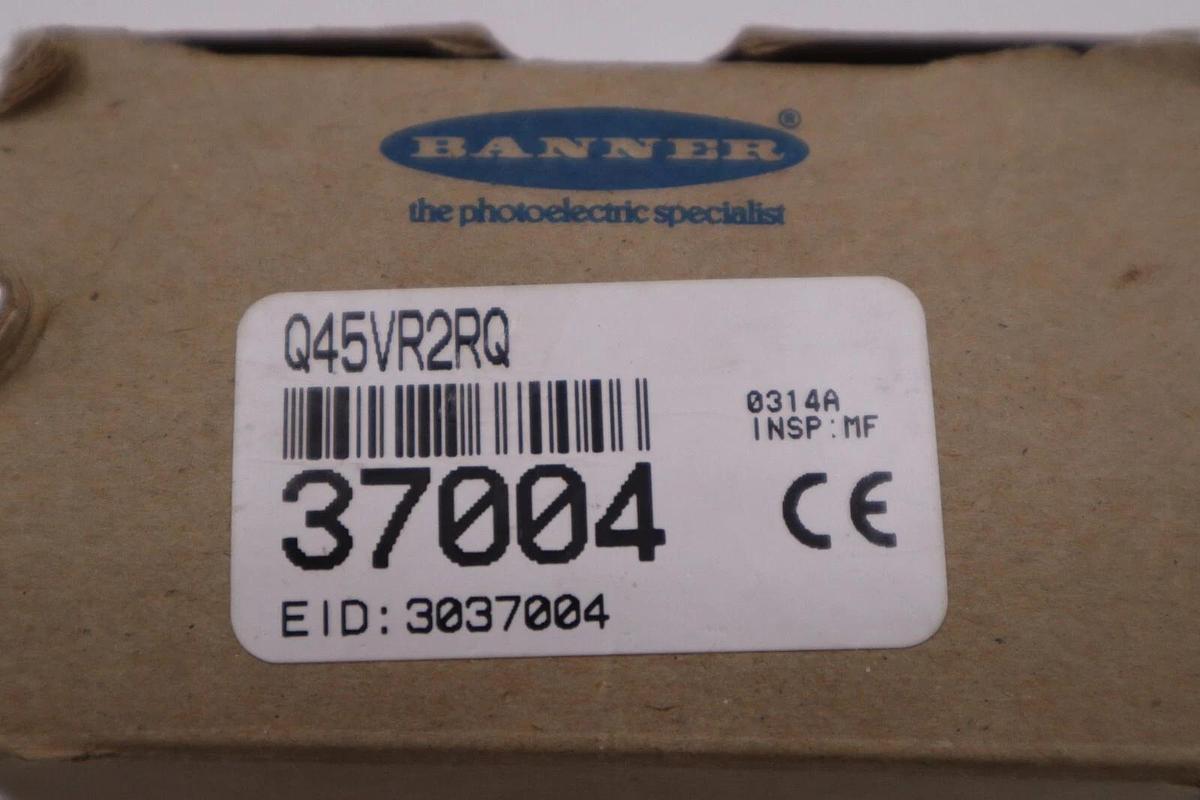 BANNER®
the photoelectric specialist
Q45VR2RQ
0314A
INSP:MF
37004
CE
EID: 3037004